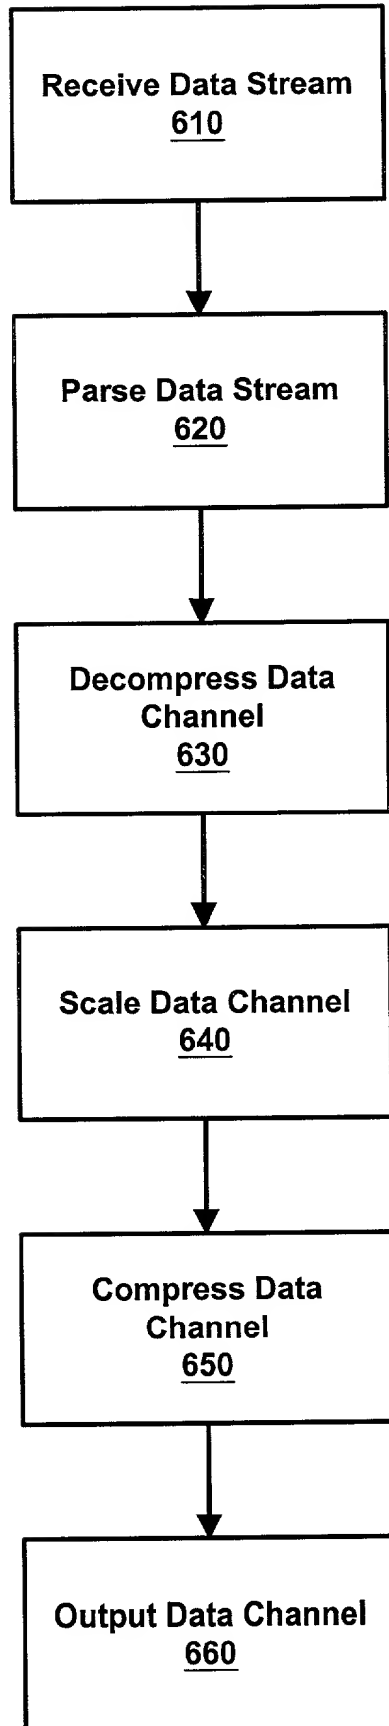 Receive Data Stream
610
Parse Data Stream
620
Decompress Data
Channel
630
Scale Data Channel
640
Compress Data
Channel
650
Output Data Channel
660